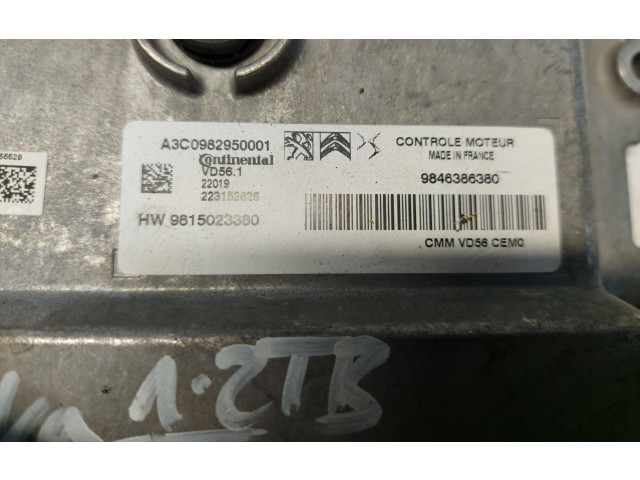 A3C0982950001
Continental
VD56.1
22019
223152626
HW 9815023380
CONTROLE MOTEUR
MADE IN FRANCE
9846386380
CMM VD56 CEM0
1.2TB